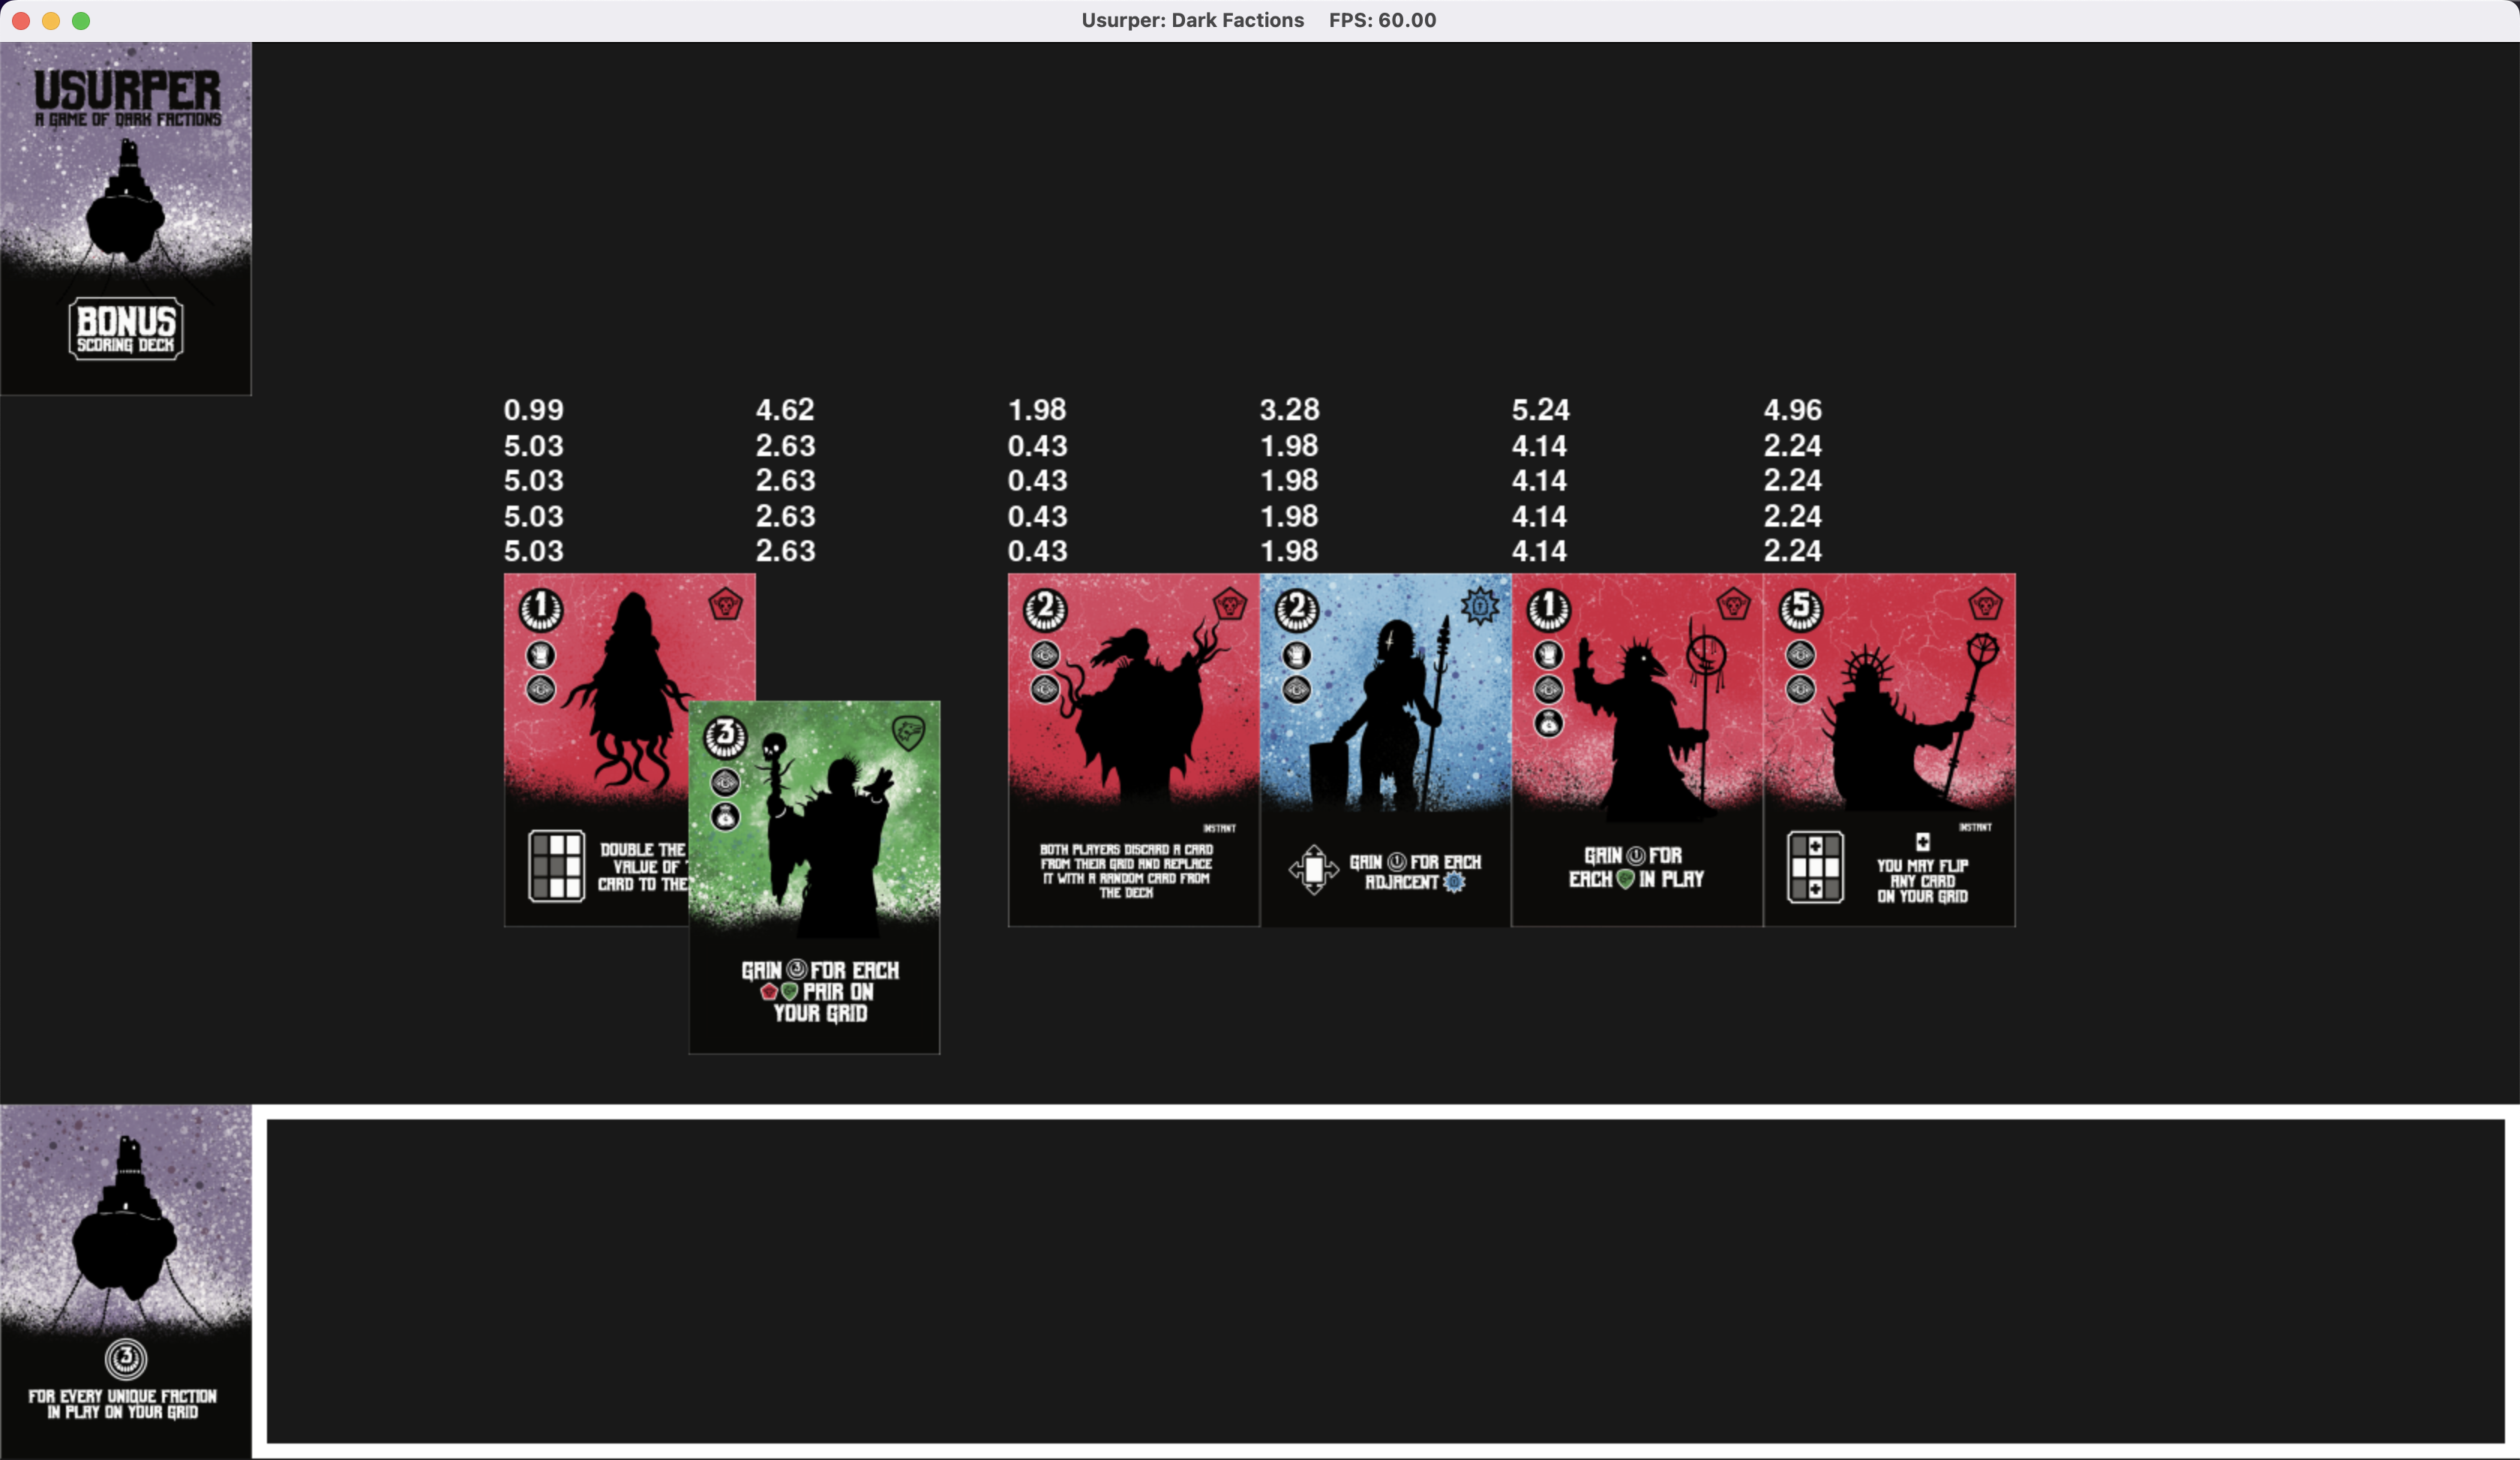 Usurper: Dark Factions FPS: 60.00
USURPER
A GAME OF DARK FACTIONS
BONUS
SCORING DECK
0.99 4.62 1.98 3.28 5.24 4.96
5.03 2.63 0.43 1.98 4.14 2.24
5.03 2.63 0.43 1.98 4.14 2.24
5.03 2.63 0.43 1.98 4.14 2.24
5.03 2.63 0.43 1.98 4.14 2.24
1
DOUBLE THE
VALUE OF
CARD TO THE
3
GAIN 3 FOR EACH
PAIR ON
YOUR GRID
2
INSTANT
BOTH PLAYERS DISCARD A CARD
FROM THEIR GRID AND REPLACE
IT WITH A RANDOM CARD FROM
THE DECK
2
GAIN 1 FOR EACH
ADJACENT
1
GAIN 1 FOR
EACH IN PLAY
5
INSTANT
YOU MAY FLIP
ANY CARD
ON YOUR GRID
3
FOR EVERY UNIQUE FACTION
IN PLAY ON YOUR GRID